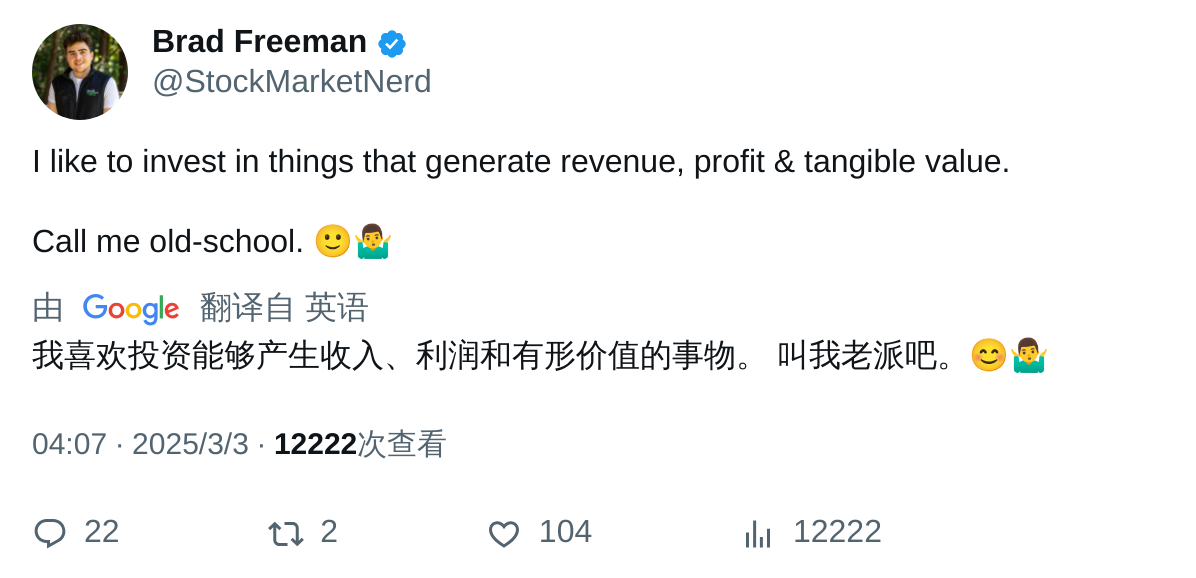 Brad Freeman
@StockMarketNerd
I like to invest in things that generate revenue, profit & tangible value.
Call me old-school. 🙂🤷‍♂️
由 Google 翻译自 英语
我喜欢投资能够产生收入、利润和有形价值的事物。 叫我老派吧。😊🤷‍♂️
04:07 · 2025/3/3 · 12222次查看
22 2 104 12222